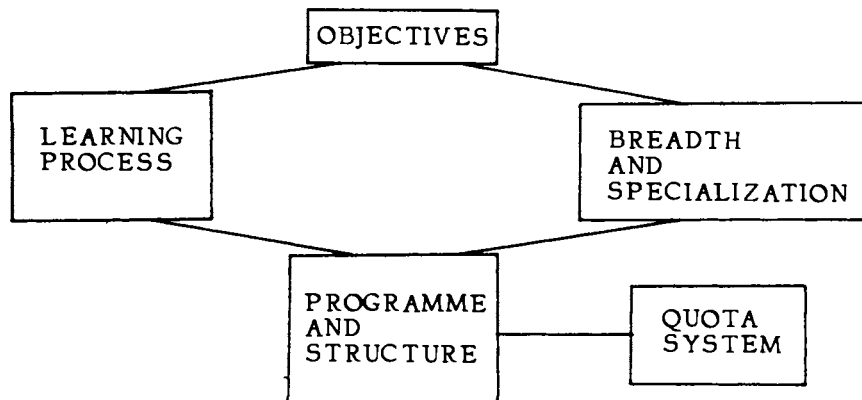 OBJECTIVES
LEARNING
PROCESS
BREADTH
AND
SPECIALIZATION
PROGRAMME
AND
STRUCTURE
QUOTA
SYSTEM